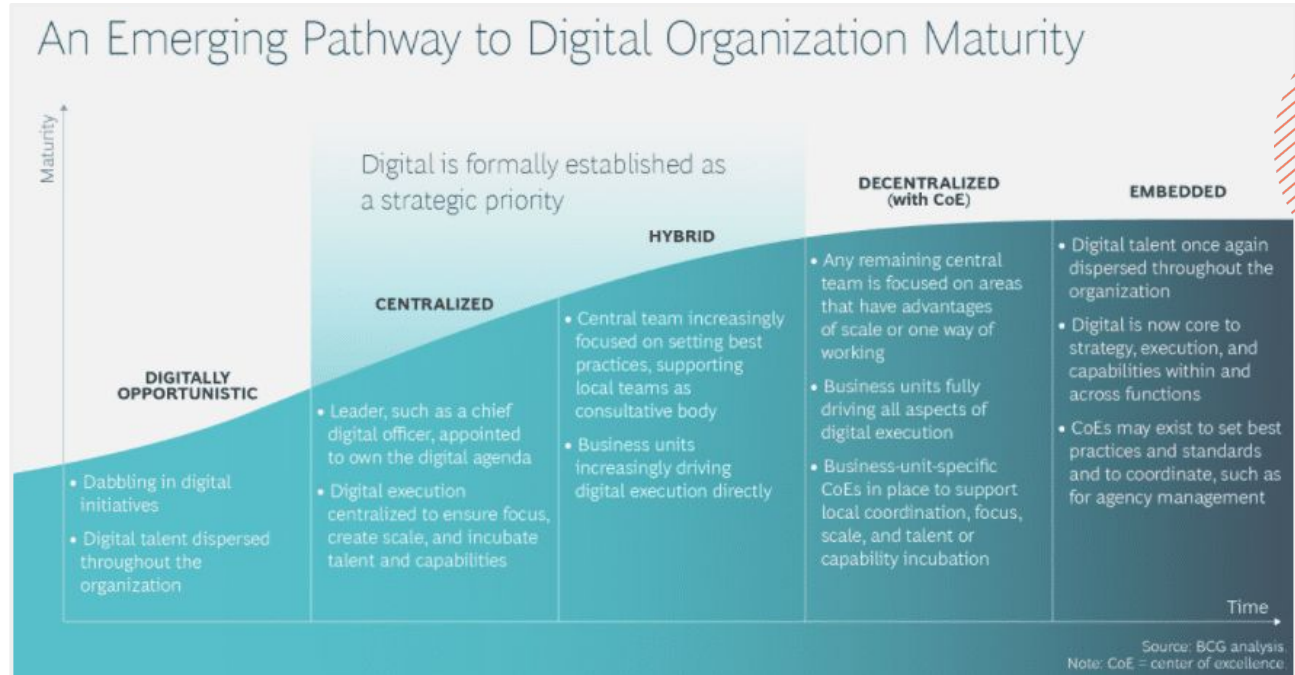 An Emerging Pathway to Digital Organization Maturity
Maturity
Digital is formally established as
a strategic priority
DIGITALLY
OPPORTUNISTIC
• Dabbling in digital
initiatives
• Digital talent dispersed
throughout the
organization
CENTRALIZED
• Leader, such as a chief
digital officer, appointed
to own the digital agenda
• Digital execution
centralized to ensure focus,
create scale, and incubate
talent and capabilities
HYBRID
• Central team increasingly
focused on setting best
practices, supporting
local teams as
consultative body
• Business units
increasingly driving
digital execution directly
DECENTRALIZED
(with CoE)
• Any remaining central
team is focused on areas
that have advantages
of scale or one way of
working
• Business units fully
driving all aspects of
digital execution
• Business-unit-specific
CoEs in place to support
local coordination, focus,
scale, and talent or
capability incubation
EMBEDDED
• Digital talent once again
dispersed throughout the
organization
• Digital is now core to
strategy, execution, and
capabilities within and
across functions
• CoEs may exist to set best
practices and standards
and to coordinate, such as
for agency management
Time
Source: BCG analysis.
Note: CoE = center of excellence.